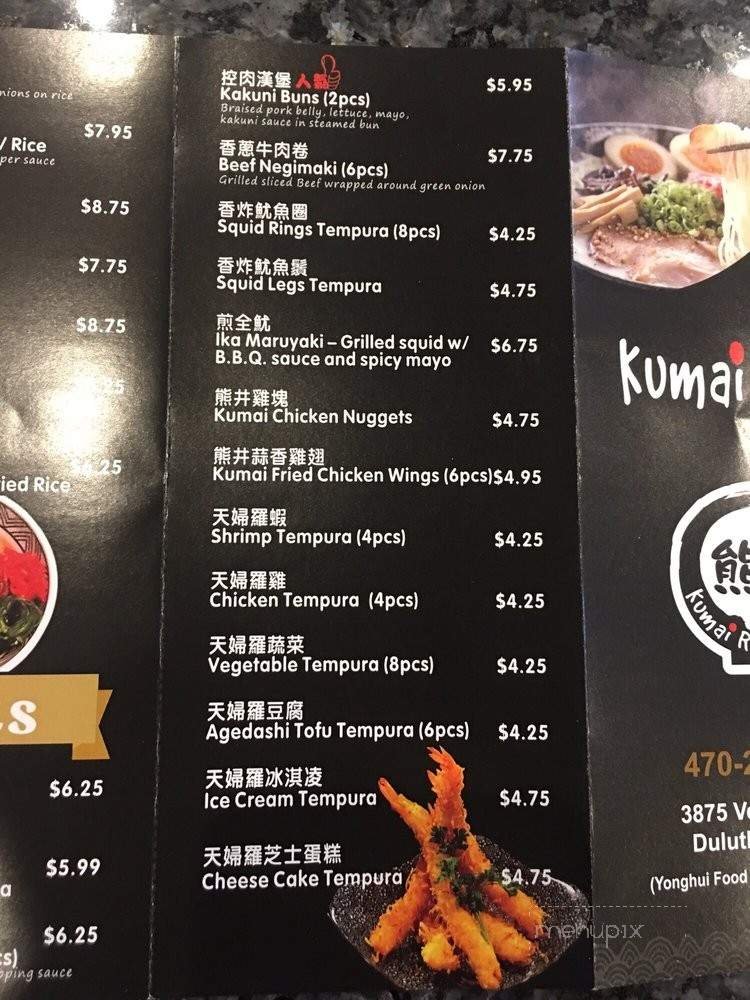 nions on rice
/ Rice
$7.95
per sauce
$8.75
$7.75
$8.75
.25
.25
ied Rice
LS
$6.25
$5.99
a
$6.25
cs)
pping sauce
控肉漢堡 人氣
Kakuni Buns (2pcs)
$5.95
Braised pork belly, lettuce, mayo,
kakuni sauce in steamed bun
香蔥牛肉卷
Beef Negimaki (6pcs)
$7.75
Grilled sliced Beef wrapped around green onion
香炸魷魚圈
Squid Rings Tempura (8pcs)
$4.25
香炸魷魚鬚
Squid Legs Tempura
$4.75
煎全魷
Ika Maruyaki – Grilled squid w/
$6.75
B.B.Q. sauce and spicy mayo
熊井雞塊
Kumai Chicken Nuggets
$4.75
熊井蒜香雞翅
Kumai Fried Chicken Wings (6pcs)$4.95
天婦羅蝦
Shrimp Tempura (4pcs)
$4.25
天婦羅雞
Chicken Tempura (4pcs)
$4.25
天婦羅蔬菜
Vegetable Tempura (8pcs)
$4.25
天婦羅豆腐
Agedashi Tofu Tempura (6pcs)
$4.25
天婦羅冰淇凌
Ice Cream Tempura
$4.75
天婦羅芝士蛋糕
Cheese Cake Tempura
$4.75
Kumai
熊
Kumai R
470-2
3875 Ve
Dulut
(Yonghui Food
menupix